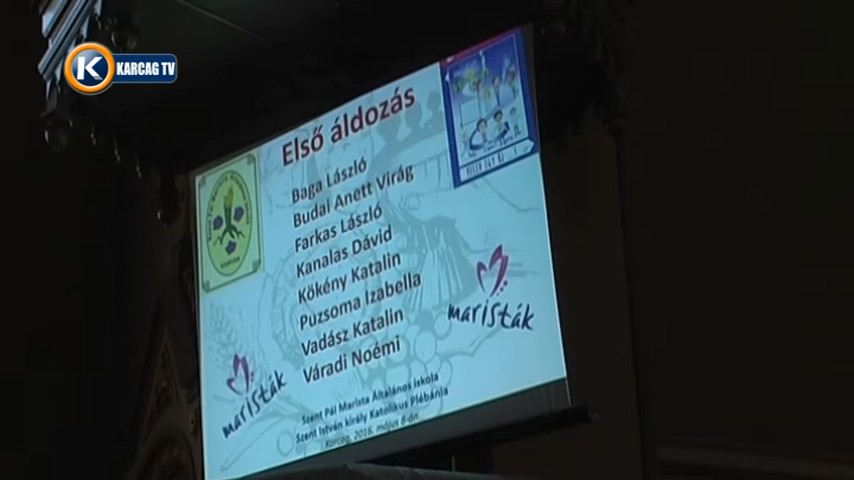 K KARCAG TV
Első áldozás
Baga László
Budai Anett Virág
Farkas László
Kanalas Dávid
Kökény Katalin
Puzsoma Izabella
Vadász Katalin
Váradi Noémi
maristák
maristák
Szent Pál Marista Általános iskola
Szent István király Katolikus Plébánia
Karcag, 2016. május 8-án
KARCAG